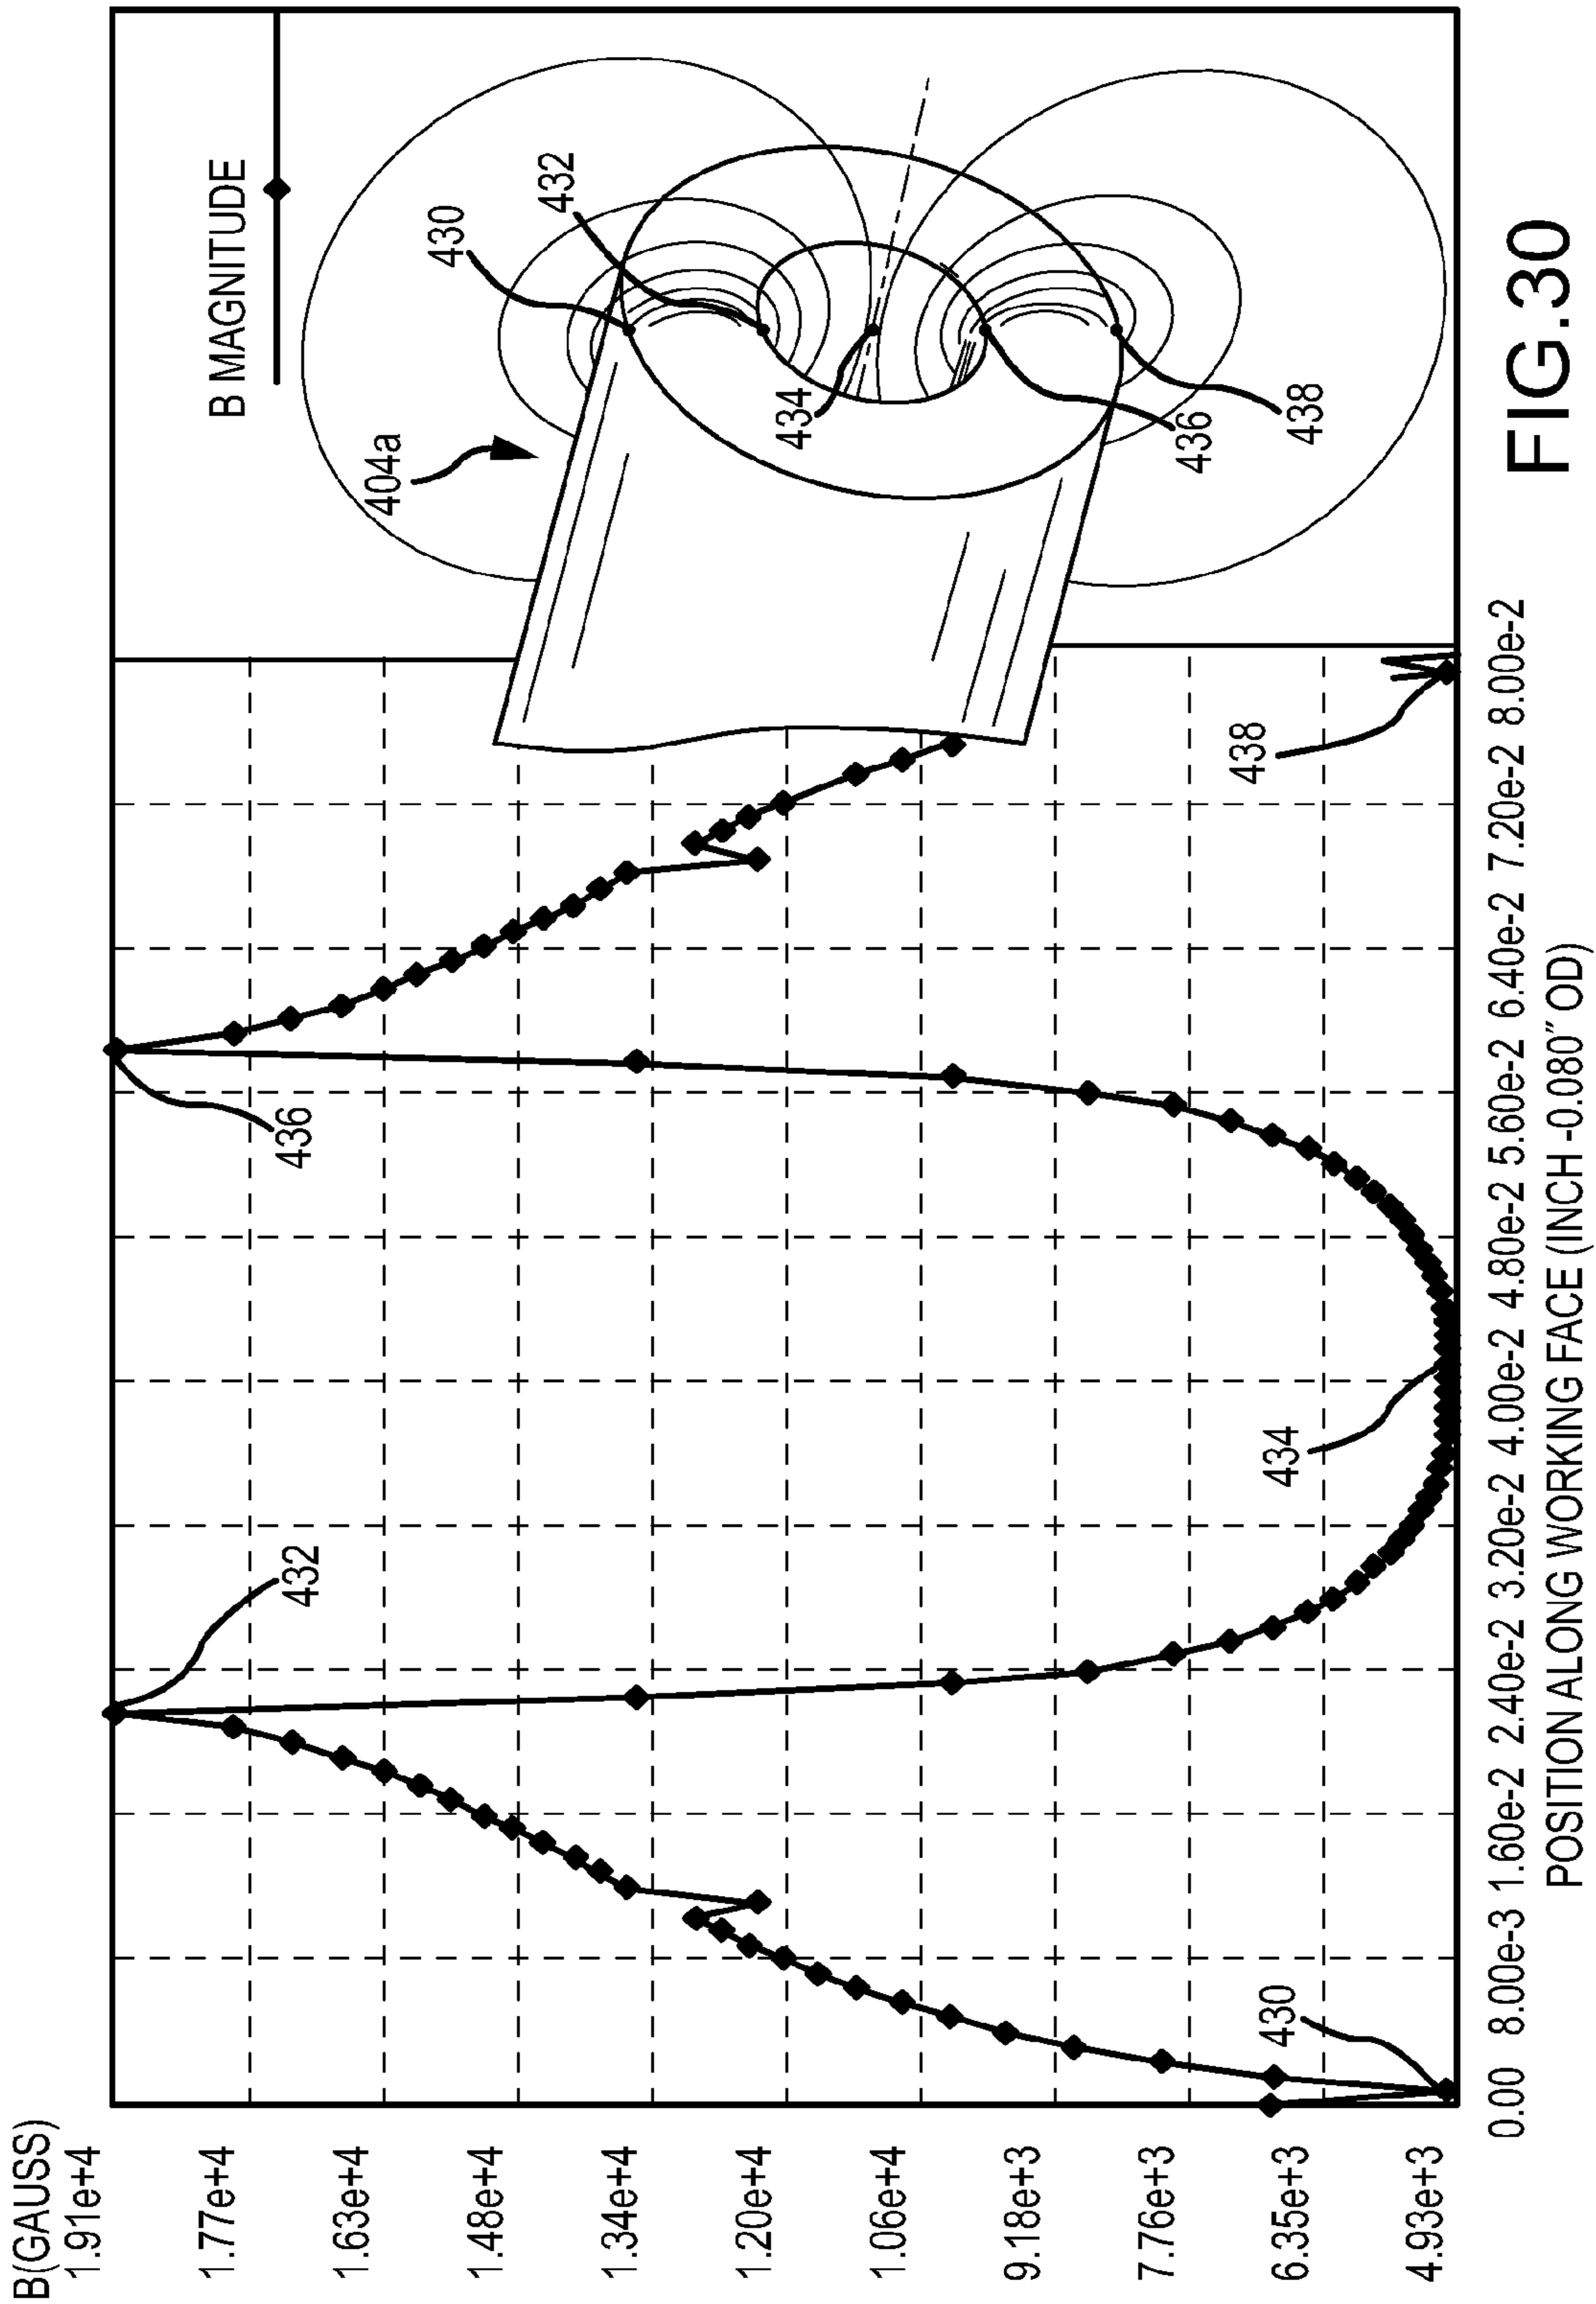 B(GAUSS)
1.91e+4
1.77e+4
1.63e+4
1.48e+4
1.34e+4
1.20e+4
1.06e+4
9.18e+3
7.76e+3
6.35e+3
4.93e+3
0.00 8.00e-3 1.60e-2 2.40e-2 3.20e-2 4.00e-2 4.80e-2 5.60e-2 6.40e-2 7.20e-2 8.00e-2
POSITION ALONG WORKING FACE (INCH -0.080" OD)
430
432
434
436
438
B MAGNITUDE
404a
430
432
434
436
438
FIG.30